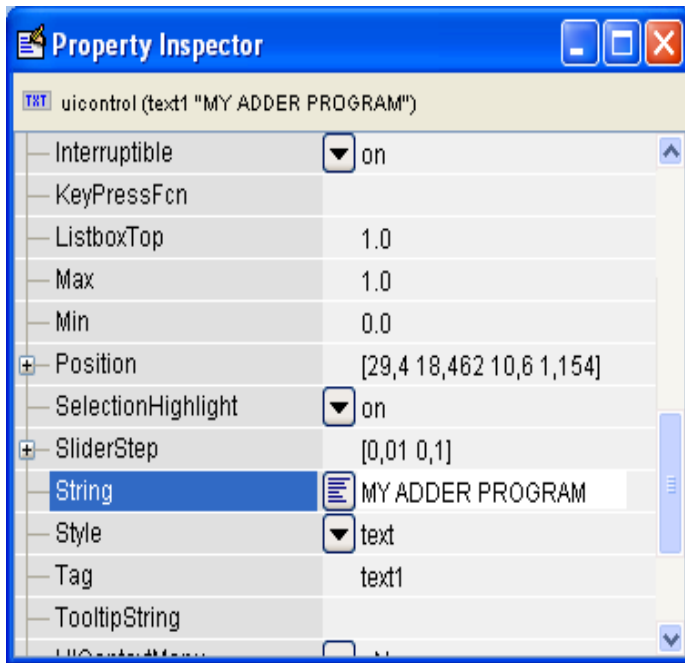 Property Inspector
TXT uicontrol (text1 "MY ADDER PROGRAM")
Interruptible on
KeyPressFcn
ListboxTop 1.0
Max 1.0
Min 0.0
Position [29,4 18,462 10,6 1,154]
SelectionHighlight on
SliderStep [0,01 0,1]
String MY ADDER PROGRAM
Style text
Tag text1
TooltipString